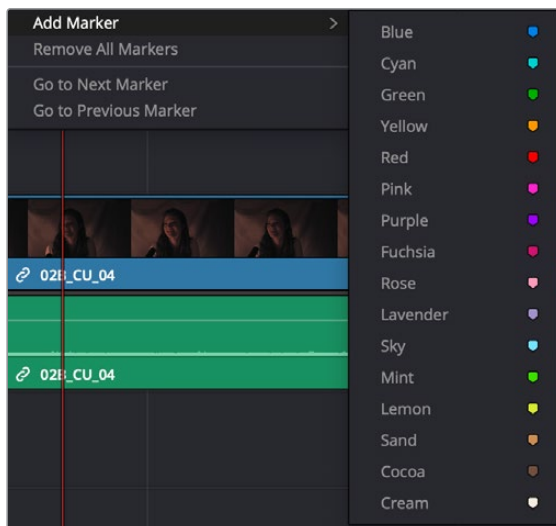 Add Marker
Remove All Markers
Go to Next Marker
Go to Previous Marker
02B_CU_04
02B_CU_04
Blue
Cyan
Green
Yellow
Red
Pink
Purple
Fuchsia
Rose
Lavender
Sky
Mint
Lemon
Sand
Cocoa
Cream